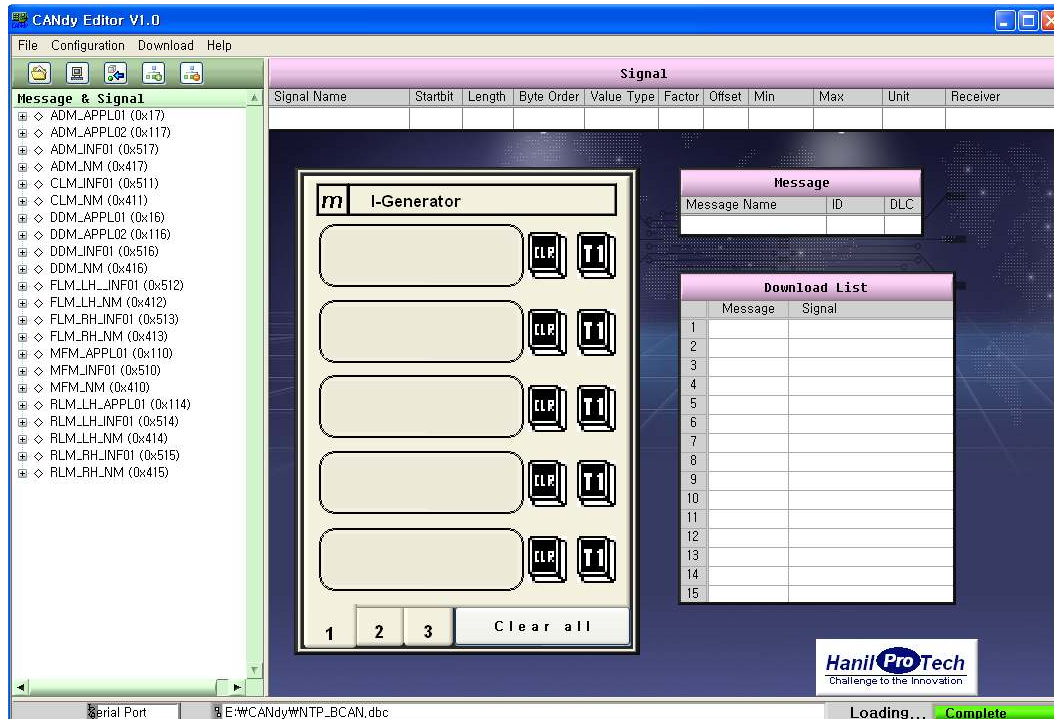 CANdy Editor V1.0
File Configuration Download Help
Message & Signal
ADM_APPL01 (0x17)
ADM_APPL02 (0x117)
ADM_INF01 (0x517)
ADM_NM (0x417)
CLM_INF01 (0x511)
CLM_NM (0x411)
DDM_APPL01 (0x16)
DDM_APPL02 (0x116)
DDM_INF01 (0x516)
DDM_NM (0x416)
FLM_LH__INF01 (0x512)
FLM_LH_NM (0x412)
FLM_RH_INF01 (0x513)
FLM_RH_NM (0x413)
MFM_APPL01 (0x110)
MFM_INF01 (0x510)
MFM_NM (0x410)
RLM_LH_APPL01 (0x114)
RLM_LH_INF01 (0x514)
RLM_LH_NM (0x414)
RLM_RH_INF01 (0x515)
RLM_RH_NM (0x415)
Signal
Signal Name Startbit Length Byte Order Value Type Factor Offset Min Max Unit Receiver
m I-Generator
CLR T1
CLR T1
CLR T1
CLR T1
CLR T1
1 2 3 Clear all
Message
Message Name ID DLC
Download List
Message Signal
1
2
3
4
5
6
7
8
9
10
11
12
13
14
15
Hanil Pro Tech
Challenge to the Innovation
Serial Port E:₩CANdy₩NTP_BCAN.dbc Loading... Complete